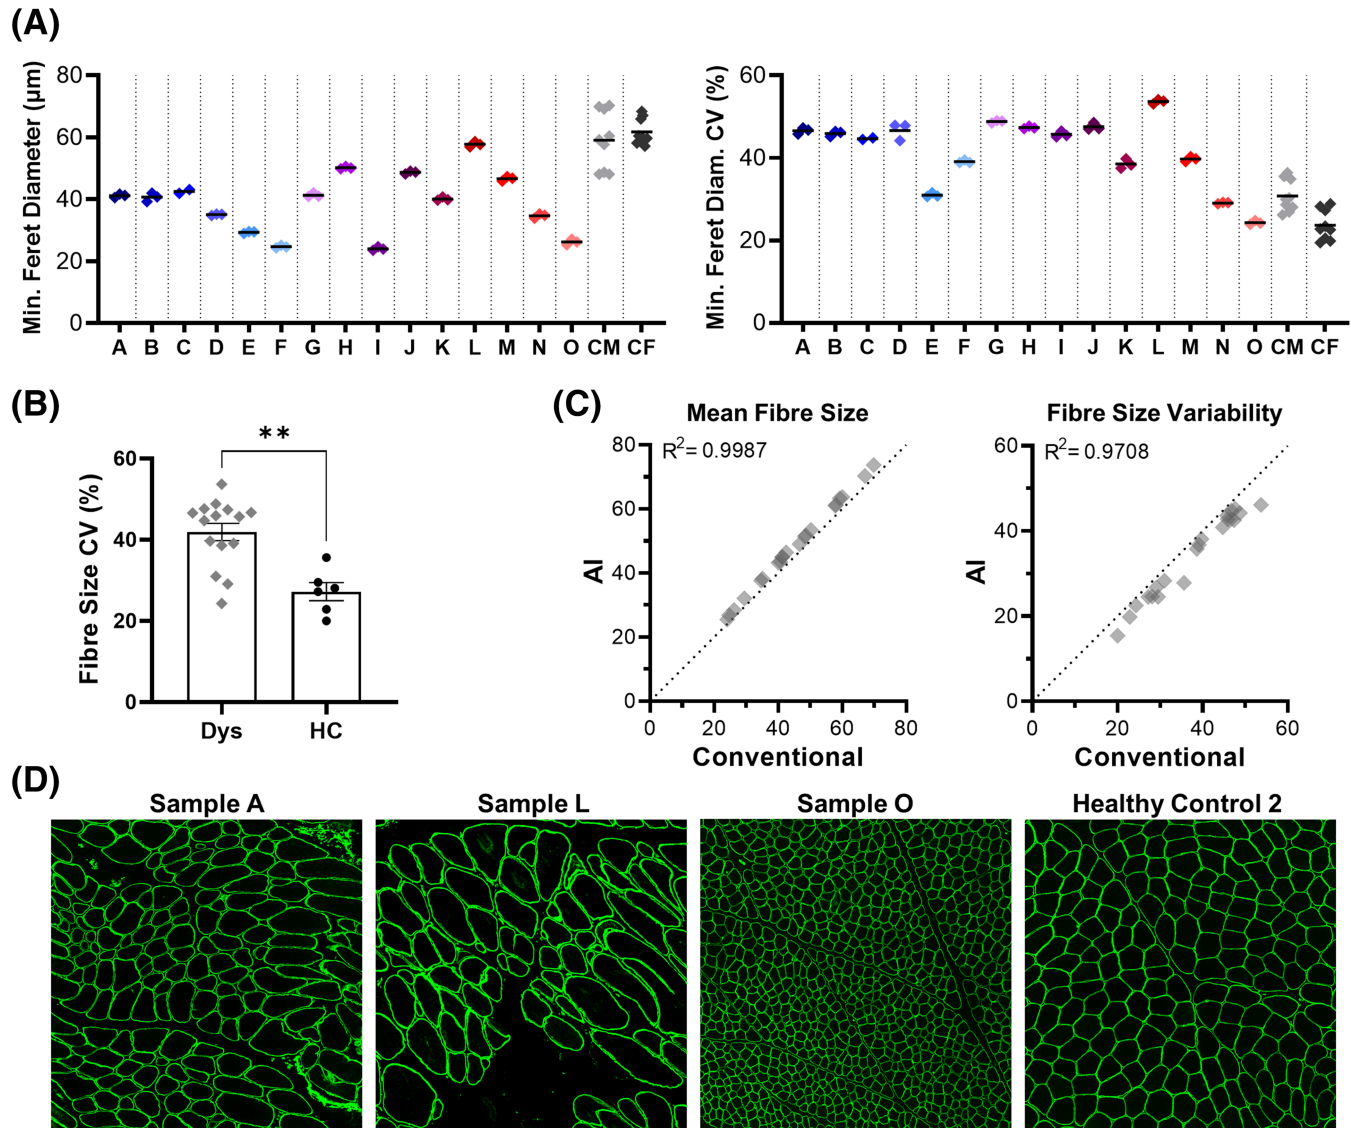 (A)
Min. Feret Diameter (µm)
80
60
40
20
0
A B C D E F G H I J K L M N O CM CF
Min. Feret Diam. CV (%)
60
40
20
0
A B C D E F G H I J K L M N O CM CF
(B)
Fibre Size CV (%)
**
60
40
20
0
Dys HC
(C)
Mean Fibre Size
R²= 0.9987
AI
80
60
40
20
0
0 20 40 60 80
Conventional
Fibre Size Variability
R²= 0.9708
AI
60
40
20
0
0 20 40 60
Conventional
(D)
Sample A
Sample L
Sample O
Healthy Control 2